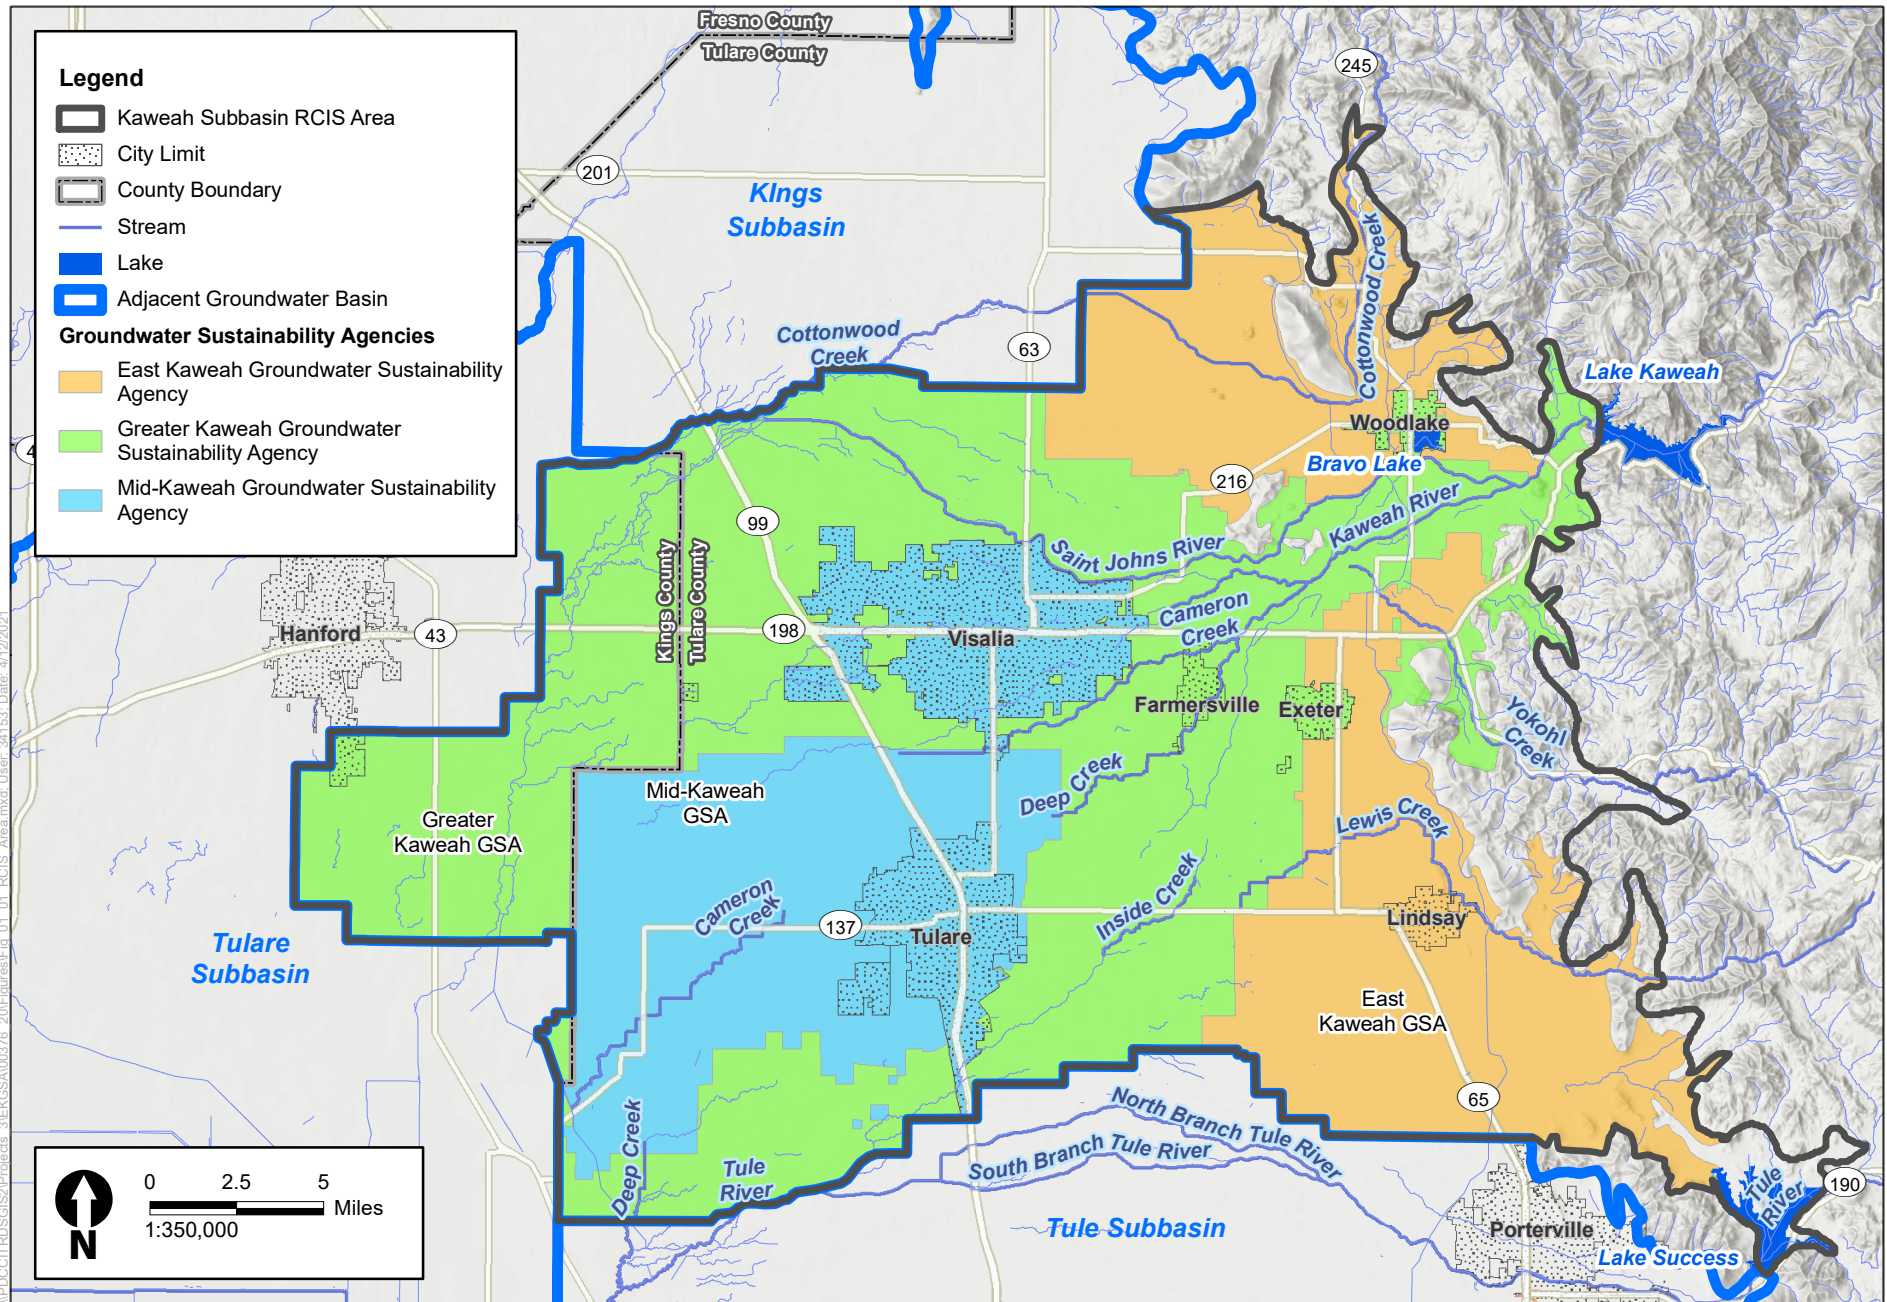 Legend
Kaweah Subbasin RCIS Area
City Limit
County Boundary
Stream
Lake
Adjacent Groundwater Basin
Groundwater Sustainability Agencies
East Kaweah Groundwater Sustainability
Agency
Greater Kaweah Groundwater
Sustainability Agency
Mid-Kaweah Groundwater Sustainability
Agency
Fresno County
Tulare County
245
201
KIngs
Subbasin
Cottonwood Creek
Cottonwood
Creek
63
Lake Kaweah
Woodlake
Bravo Lake
216
Kaweah River
99
Saint Johns River
Kings County
Tulare County
Cameron
Creek
Hanford
43
198
Visalia
Farmersville
Exeter
Yokohl
Creek
Deep Creek
Mid-Kaweah
GSA
Greater
Kaweah GSA
Lewis Creek
Inside Creek
Cameron
Creek
137
Tulare
Lindsay
Tulare
Subbasin
East
Kaweah GSA
65
North Branch Tule River
South Branch Tule River
Deep Creek
Tule
River
Tule Subbasin
Porterville
Lake Success
Tule
River
190
0 2.5 5
Miles
1:350,000
N